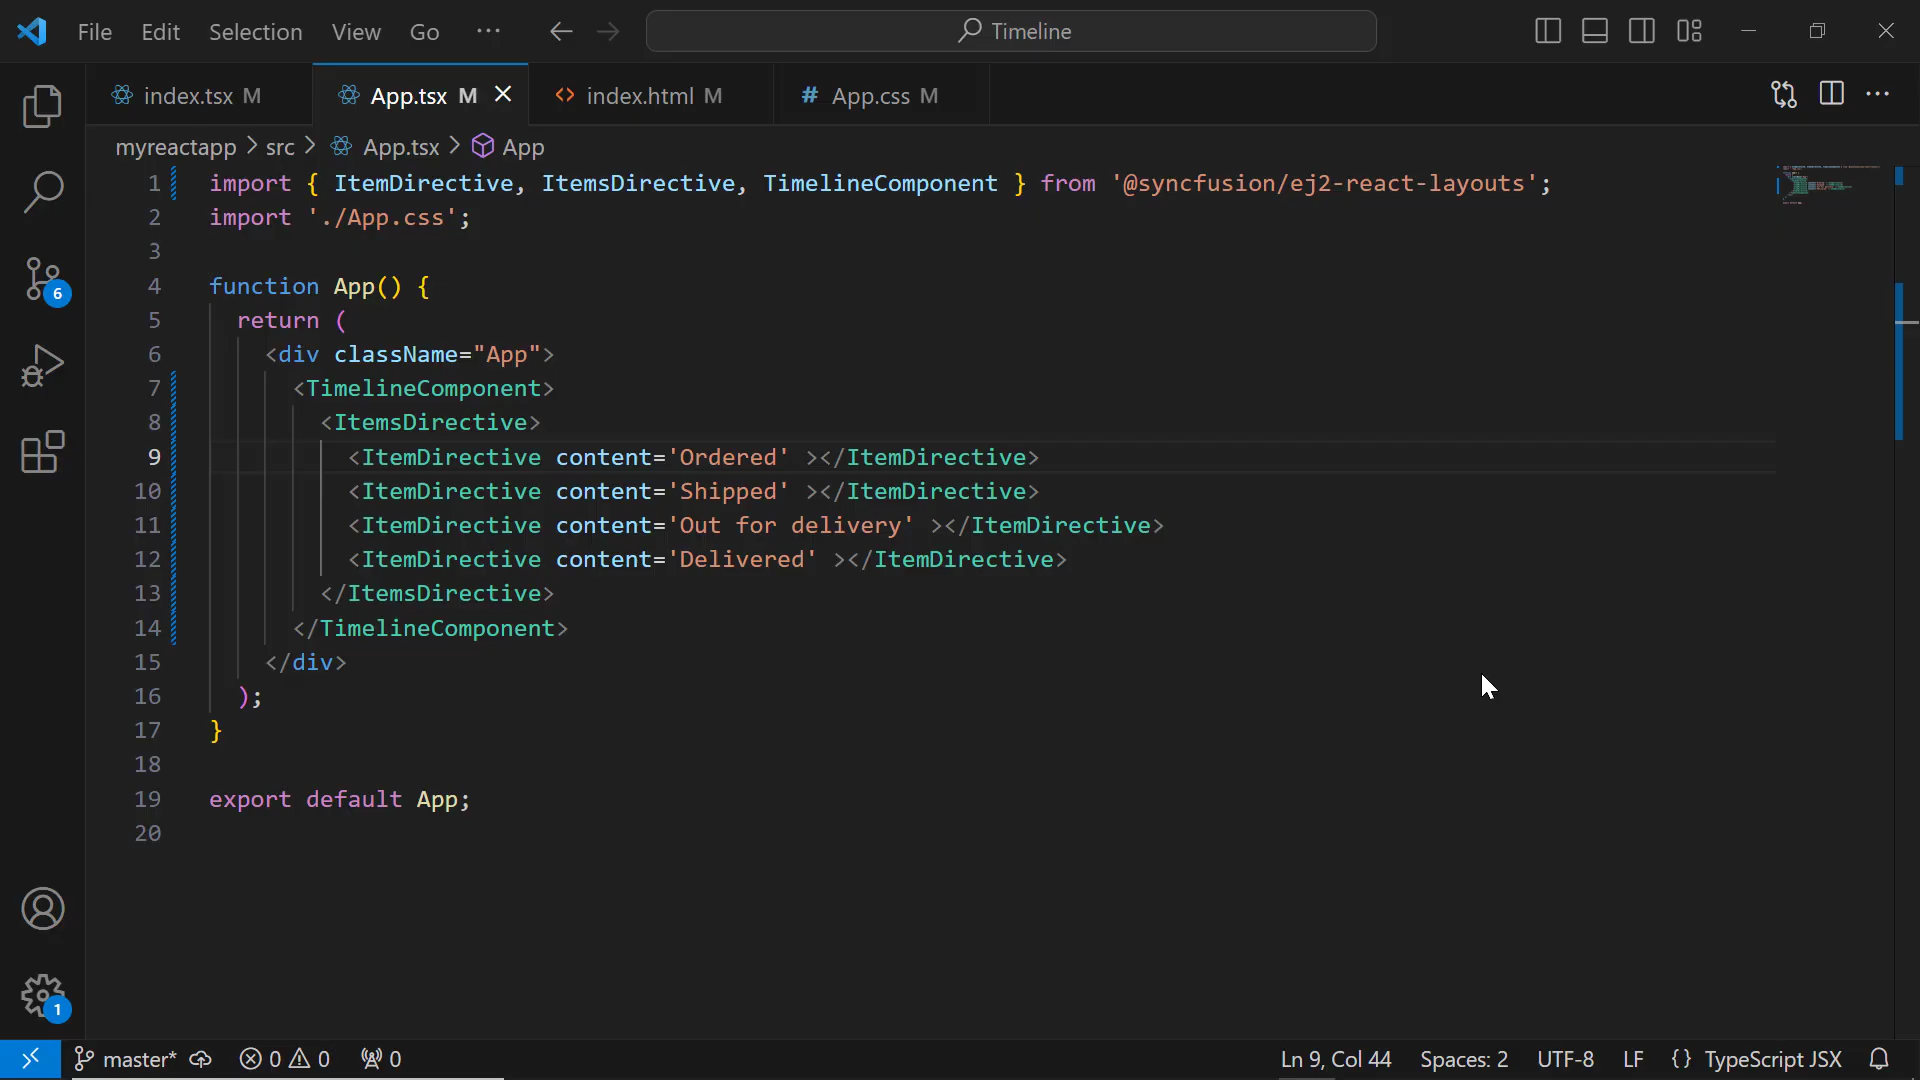 File Edit Selection View Go ··· Timeline
index.tsx M App.tsx M index.html M # App.css M
myreactapp > src > App.tsx > App
1 import { ItemDirective, ItemsDirective, TimelineComponent } from '@syncfusion/ej2-react-layouts';
2 import './App.css';
3
4 function App() {
5 return (
6 <div className="App">
7 <TimelineComponent>
8 <ItemsDirective>
9 <ItemDirective content='Ordered' ></ItemDirective>
10 <ItemDirective content='Shipped' ></ItemDirective>
11 <ItemDirective content='Out for delivery' ></ItemDirective>
12 <ItemDirective content='Delivered' ></ItemDirective>
13 </ItemsDirective>
14 </TimelineComponent>
15 </div>
16 );
17 }
18
19 export default App;
20
6
1
master* 0 0 0 Ln 9, Col 44 Spaces: 2 UTF-8 LF {} TypeScript JSX